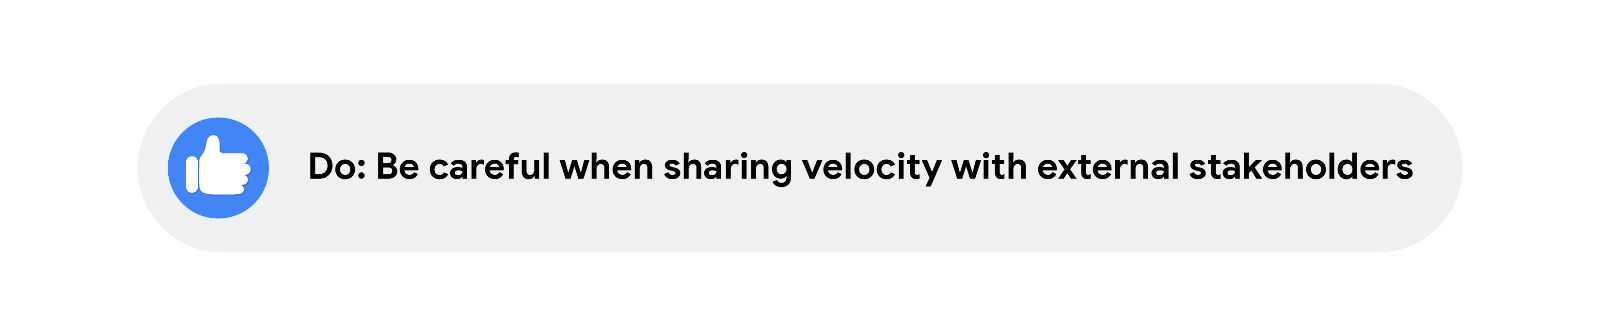 Do: Be careful when sharing velocity with external stakeholders